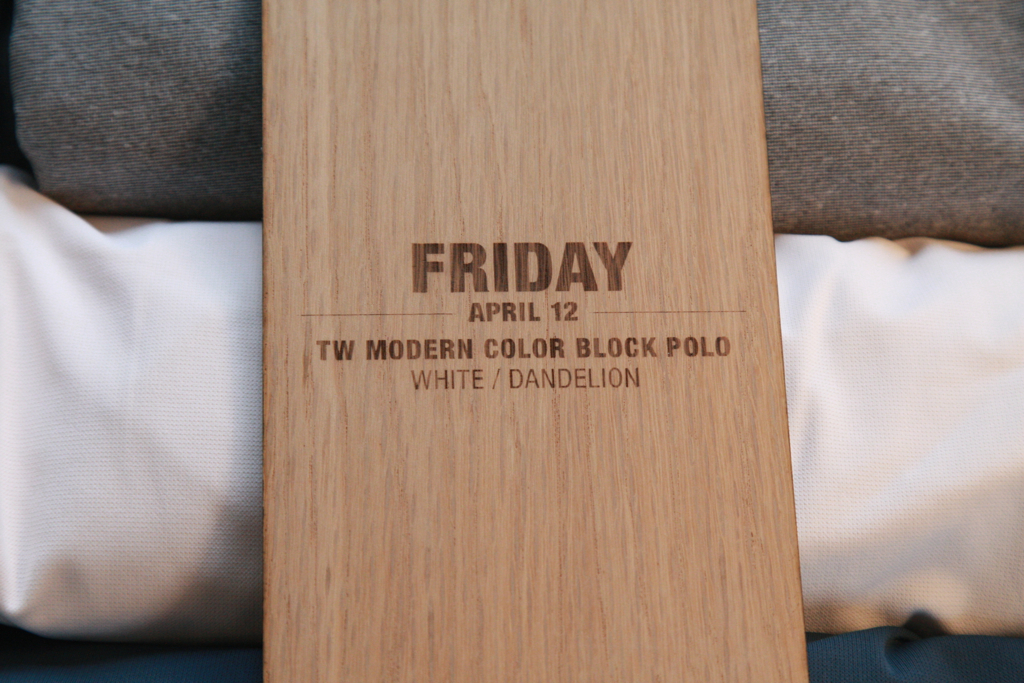 FRIDAY
APRIL 12
TW MODERN COLOR BLOCK POLO
WHITE / DANDELION